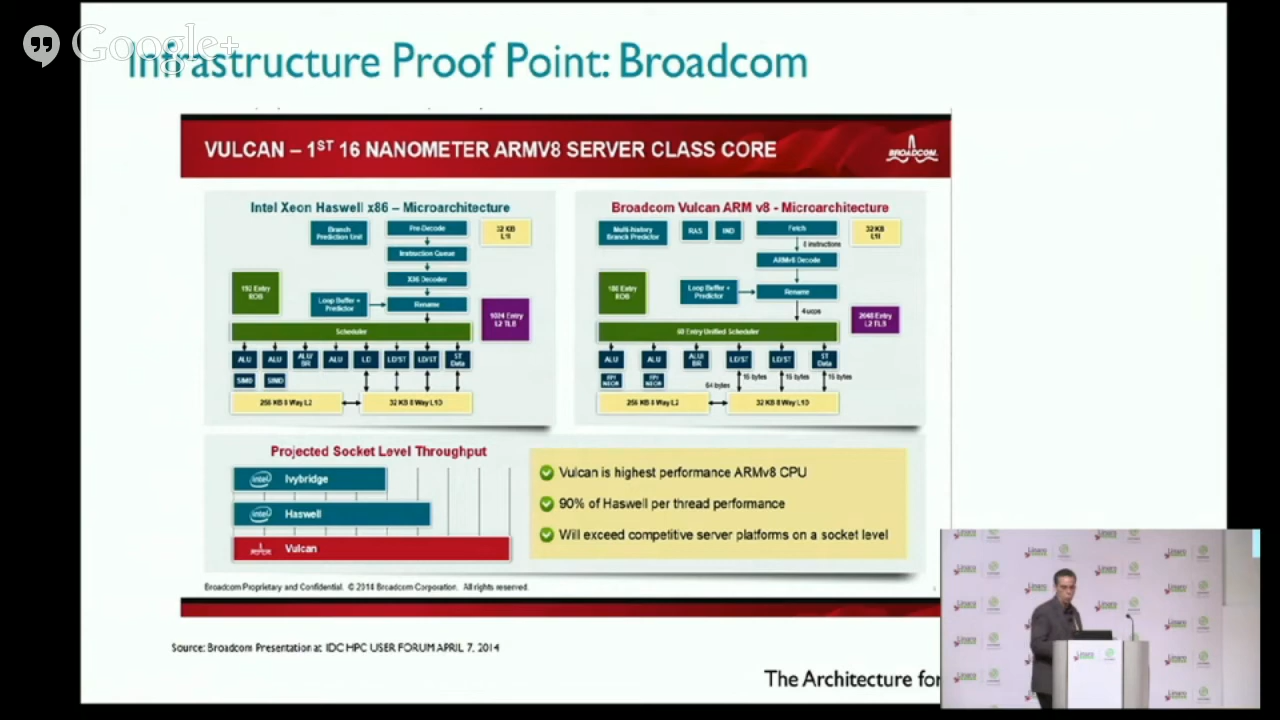 Google+
Infrastructure Proof Point: Broadcom
VULCAN – 1ST 16 NANOMETER ARMV8 SERVER CLASS CORE
BROADCOM
Intel Xeon Haswell x86 – Microarchitecture
Branch Prediction Unit
Pre-Decode
32 KB L1I
Instruction Queue
X86 Decoder
192 Entry ROB
Loop Buffer + Predictor
Rename
1024 Entry L2 TLB
Scheduler
ALU ALU ALU/ BR ALU LD LD/ST LD/ST ST Data
SIMD SIMD
256 KB 8 Way L2
32 KB 8 Way L1D
Broadcom Vulcan ARM v8 - Microarchitecture
Multi-history Branch Predictor
RAS
IND
Fetch
32 KB L1I
instructions
ARMv8 Decode
180 Entry ROB
Loop Buffer + Predictor
Rename
4 uops
2048 Entry L2 TLB
60 Entry Unified Scheduler
ALU ALU ALU/ BR LD/ST LD/ST ST Data
FP/ NEON FP/ NEON
64 bytes
16 bytes 16 bytes 16 bytes
256 KB 8 Way L2
32 KB 8 Way L1D
Projected Socket Level Throughput
intel Ivybridge
intel Haswell
Vulcan
Vulcan is highest performance ARMv8 CPU
90% of Haswell per thread performance
Will exceed competitive server platforms on a socket level
Broadcom Proprietary and Confidential. © 2014 Broadcom Corporation. All rights reserved.
Source: Broadcom Presentation at IDC HPC USER FORUM APRIL 7, 2014
The Architecture for
Linaro